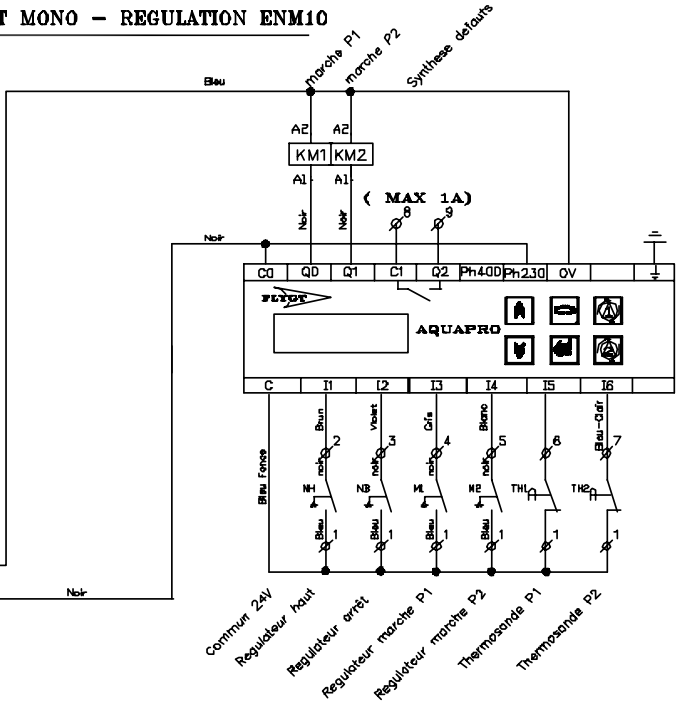 T MONO - REGULATION ENM10
marche P1
marche P2
Synthese defauts
Bleu
A2 A2
KM1 KM2
A1 A1
( MAX 1A)
8 9
Noir Noir
Noir
C0 Q0 Q1 C1 Q2 Ph400 Ph230 0V
FLYGT
AQUAPRO
1
2
C I1 I2 I3 I4 I5 I6
Brun Violet Gris Blanc Bleu-Clair
2 3 4 5 6 7
noir noir noir noir
Bleu Fonce
NH NB M1 M2 TH1 TH2
Bleu Bleu Bleu Bleu
1 1 1 1 1 1
Noir
Commun 24V
Regulateur haut
Regulateur arrêt
Regulateur marche P1
Regulateur marche P2
Thermosonde P1
Thermosonde P2